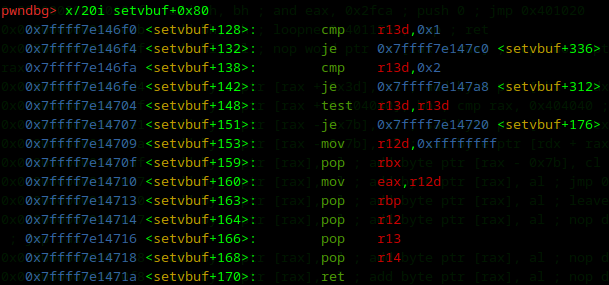 pwndbg> x/20i setvbuf+0x80
0x7ffff7e146f0 <setvbuf+128>: cmp r13d,0x1
0x7ffff7e146f4 <setvbuf+132>: je 0x7ffff7e147c0 <setvbuf+336>
0x7ffff7e146fa <setvbuf+138>: cmp r13d,0x2
0x7ffff7e146fe <setvbuf+142>: je 0x7ffff7e147a8 <setvbuf+312>
0x7ffff7e14704 <setvbuf+148>: test r13d,r13d
0x7ffff7e14707 <setvbuf+151>: je 0x7ffff7e14720 <setvbuf+176>
0x7ffff7e14709 <setvbuf+153>: mov r12d,0xffffffff
0x7ffff7e1470f <setvbuf+159>: pop rbx
0x7ffff7e14710 <setvbuf+160>: mov eax,r12d
0x7ffff7e14713 <setvbuf+163>: pop rbp
0x7ffff7e14714 <setvbuf+164>: pop r12
0x7ffff7e14716 <setvbuf+166>: pop r13
0x7ffff7e14718 <setvbuf+168>: pop r14
0x7ffff7e1471a <setvbuf+170>: ret